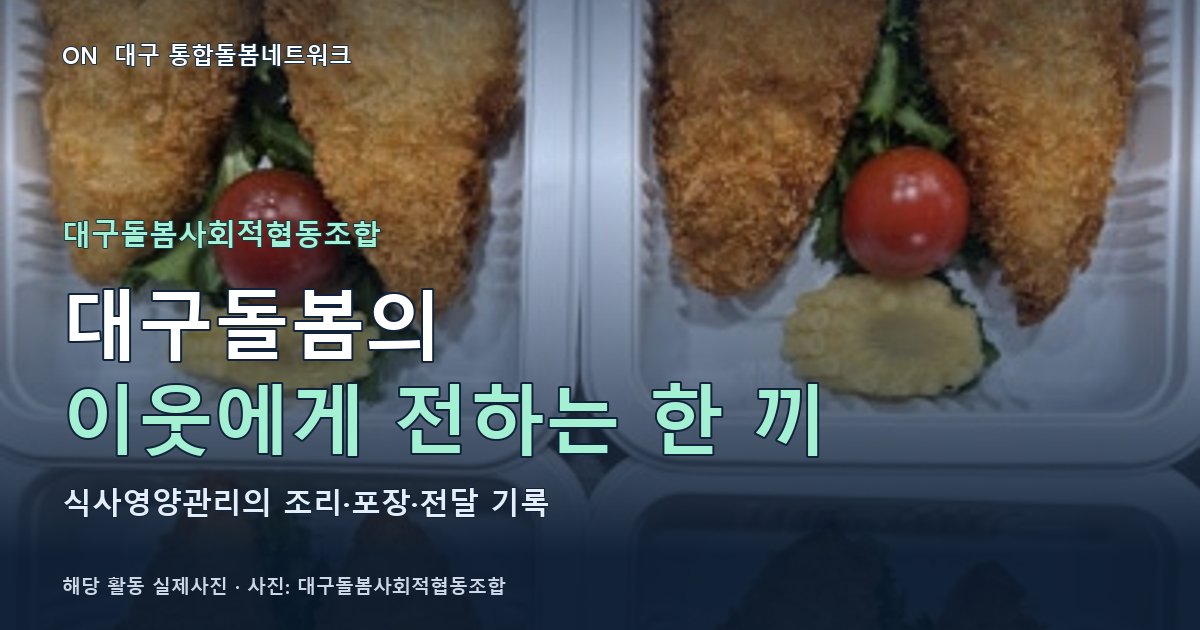 ON 대구 통합돌봄네트워크
대구돌봄사회적협동조합
대구돌봄의
이웃에게 전하는 한 끼
식사영양관리의 조리·포장·전달 기록
해당 활동 실제사진 · 사진: 대구돌봄사회적협동조합